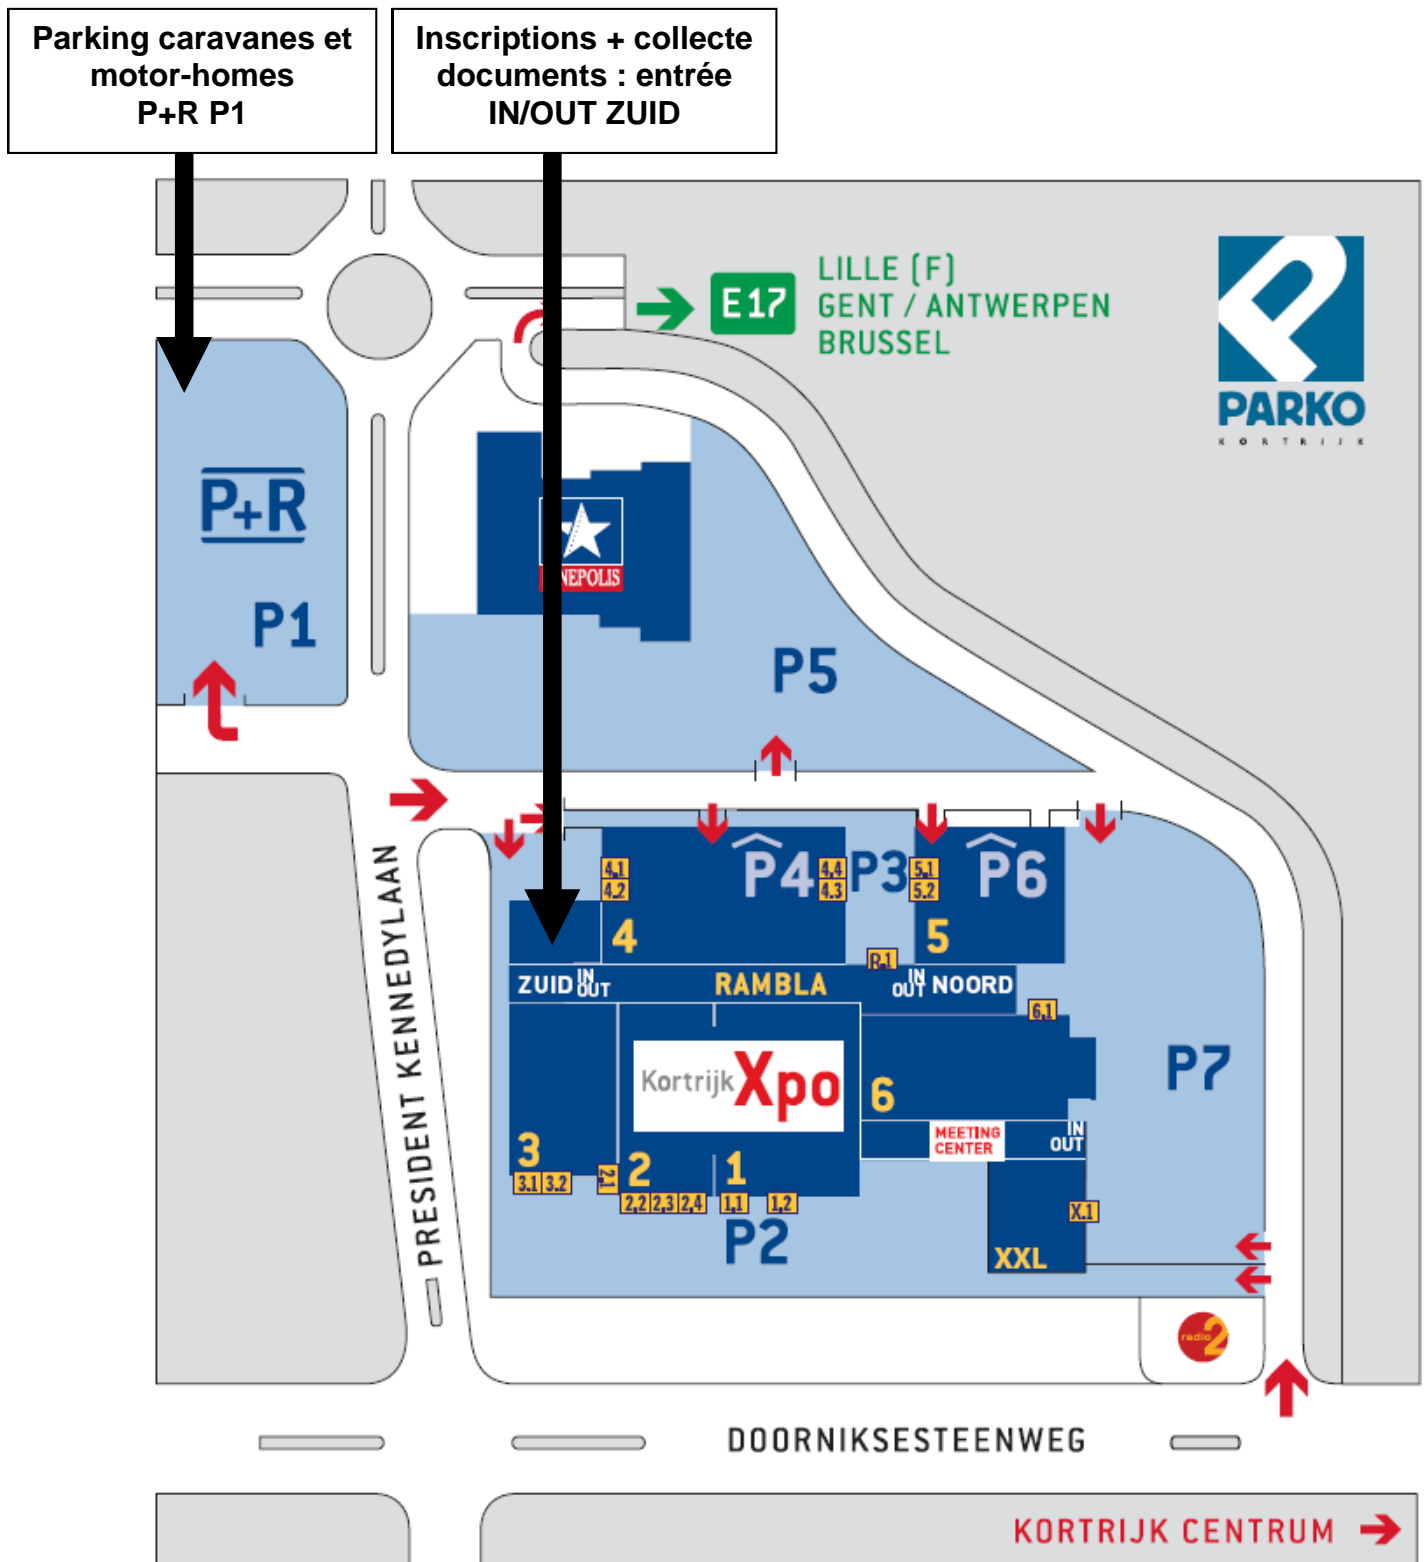 Parking caravanes et
motor-homes
P+R P1
Inscriptions + collecte
documents : entrée
IN/OUT ZUID
E17
LILLE (F)
GENT / ANTWERPEN
BRUSSEL
PARKO
KORTRIJK
P+R
P1
NEPOLIS
P5
PRESIDENT KENNEDYLAAN
4.1
4.2
P4
4.4
4.3
P3
5.1
5.2
P6
4
5
R.1
ZUID IN
OUT
RAMBLA
IN
OUT NOORD
6.1
Kortrijk Xpo
6
P7
MEETING
CENTER
IN
OUT
3
3.1 3.2
2.1
2
2.2 2.3 2.4
1
1.1 1.2
P2
X.1
XXL
radio 2
DOORNIKSESTEENWEG
KORTRIJK CENTRUM